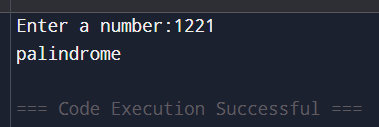 Enter a number:1221
palindrome
=== Code Execution Successful ===